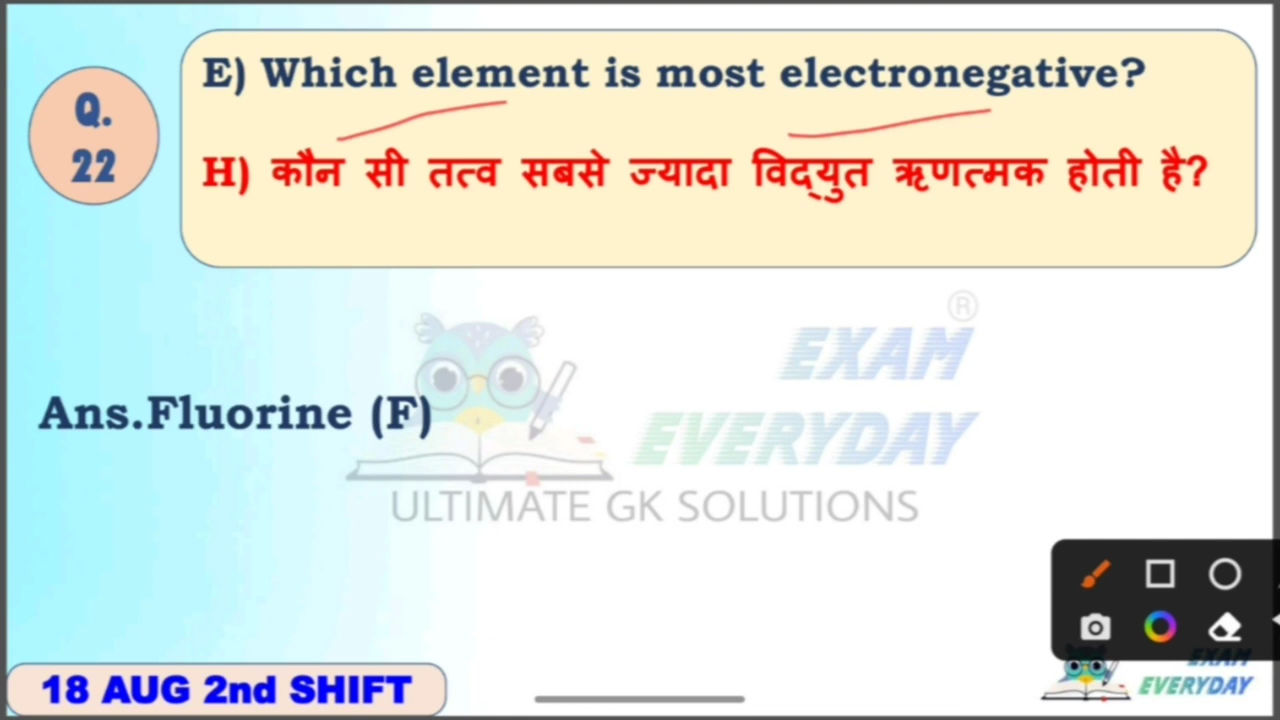 Q.
22
E) Which element is most electronegative?
H) कौन सी तत्व सबसे ज्यादा विद्युत ऋणत्मक होती है?
®
EXAM
EVERYDAY
ULTIMATE GK SOLUTIONS
Ans.Fluorine (F)
18 AUG 2nd SHIFT
EXAM
EVERYDAY